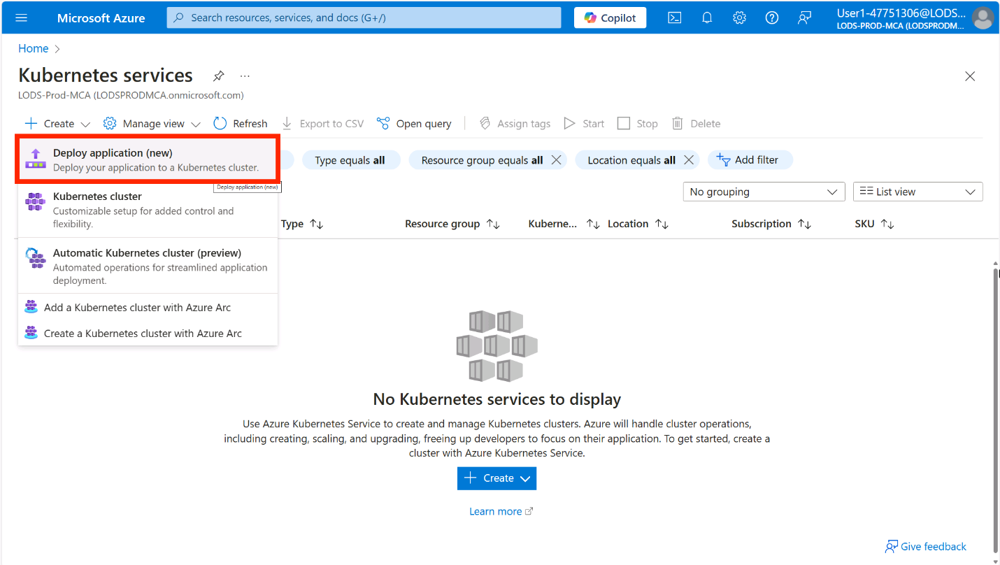 Microsoft Azure
Search resources, services, and docs (G+/)
Copilot
User1-47751306@LODS...
LODS-PROD-MCA (LODSPRODM...
Home
Kubernetes services
...
LODS-Prod-MCA (LODSPRODMCA.onmicrosoft.com)
Create
Manage view
Refresh
Export to CSV
Open query
Assign tags
Start
Stop
Delete
Deploy application (new)
Deploy your application to a Kubernetes cluster.
Type equals all
Resource group equals all
Location equals all
Add filter
Deploy application (new)
Kubernetes cluster
Customizable setup for added control and
flexibility.
No grouping
List view
Type
Resource group
Kuberne...
Location
Subscription
SKU
Automatic Kubernetes cluster (preview)
Automated operations for streamlined application
deployment.
Add a Kubernetes cluster with Azure Arc
Create a Kubernetes cluster with Azure Arc
No Kubernetes services to display
Use Azure Kubernetes Service to create and manage Kubernetes clusters. Azure will handle cluster operations,
including creating, scaling, and upgrading, freeing up developers to focus on their application. To get started, create a
cluster with Azure Kubernetes Service.
Create
Learn more
Give feedback